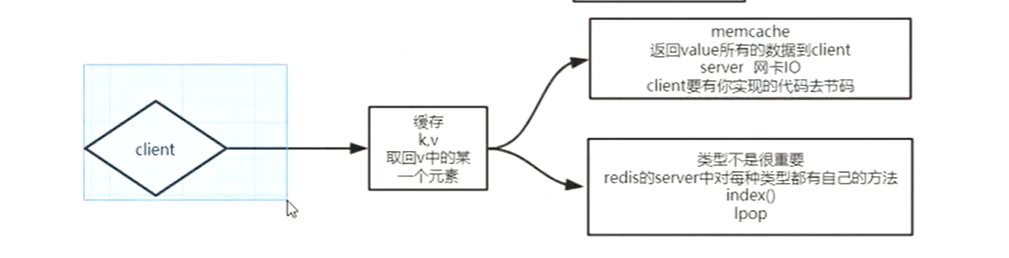 client
缓存
k,v
取回v中的某
一个元素
memcache
返回value所有的数据到client
server 网卡IO
client要有你实现的代码去节码
类型不是很重要
redis的server中对每种类型都有自己的方法
index()
lpop